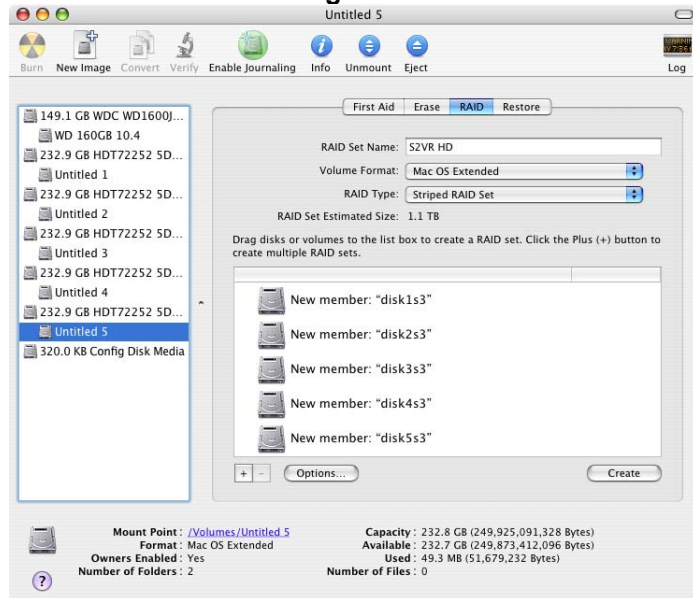 Untitled 5
Burn New Image Convert Verify Enable Journaling Info Unmount Eject Log
149.1 GB WDC WD1600J...
WD 160GB 10.4
232.9 GB HDT72252 5D...
Untitled 1
232.9 GB HDT72252 5D...
Untitled 2
232.9 GB HDT72252 5D...
Untitled 3
232.9 GB HDT72252 5D...
Untitled 4
232.9 GB HDT72252 5D...
Untitled 5
320.0 KB Config Disk Media
First Aid Erase RAID Restore
RAID Set Name: S2VR HD
Volume Format: Mac OS Extended
RAID Type: Striped RAID Set
RAID Set Estimated Size: 1.1 TB
Drag disks or volumes to the list box to create a RAID set. Click the Plus (+) button to
create multiple RAID sets.
New member: “disk1s3”
New member: “disk2s3”
New member: “disk3s3”
New member: “disk4s3”
New member: “disk5s3”
+ - Options... Create
Mount Point: /Volumes/Untitled 5
Format: Mac OS Extended
Owners Enabled: Yes
Number of Folders: 2
Capacity: 232.8 GB (249,925,091,328 Bytes)
Available: 232.7 GB (249,873,412,096 Bytes)
Used: 49.3 MB (51,679,232 Bytes)
Number of Files: 0
?